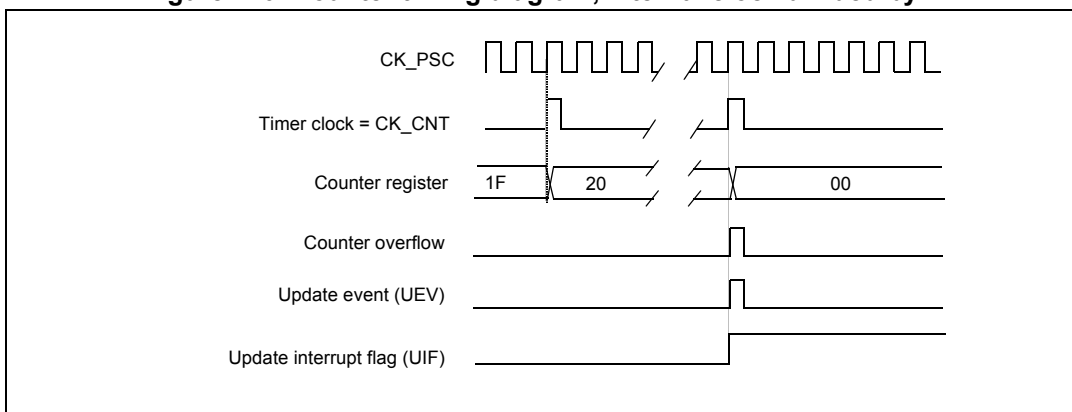 CK_PSC
Timer clock = CK_CNT
Counter register 1F 20 00
Counter overflow
Update event (UEV)
Update interrupt flag (UIF)